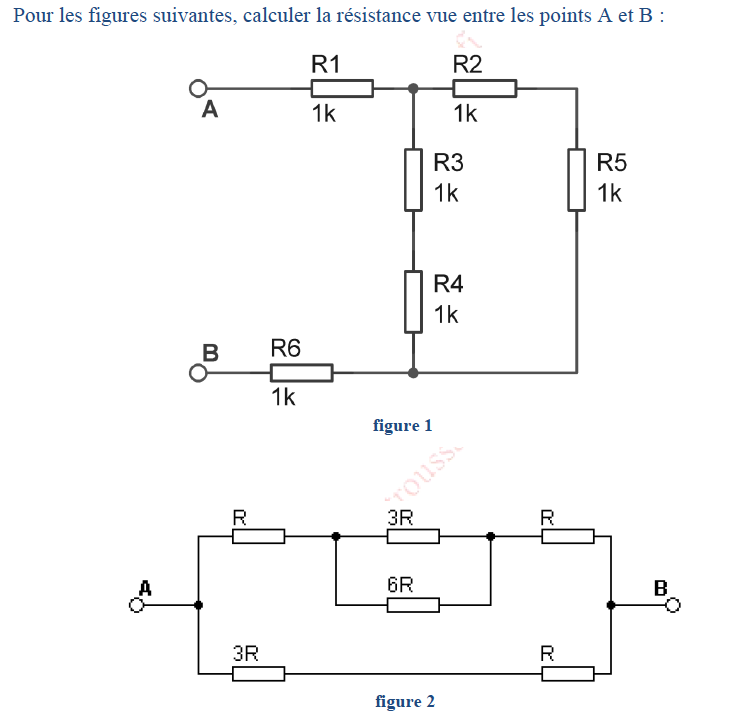 Pour les figures suivantes, calculer la résistance vue entre les points A et B :
R1 R2
A 1k 1k
R3 R5
1k 1k
R4
1k
B R6
1k
figure 1
R 3R R
A 6R B
3R R
figure 2